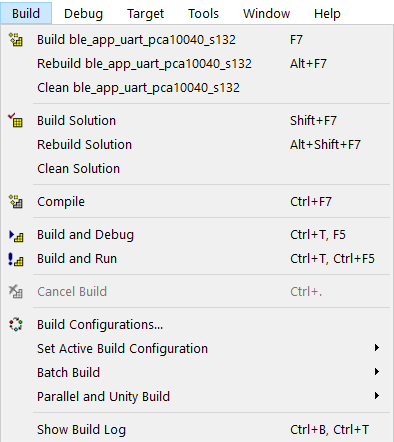 Build Debug Target Tools Window Help
Build ble_app_uart_pca10040_s132 F7
Rebuild ble_app_uart_pca10040_s132 Alt+F7
Clean ble_app_uart_pca10040_s132
Build Solution Shift+F7
Rebuild Solution Alt+Shift+F7
Clean Solution
Compile Ctrl+F7
Build and Debug Ctrl+T, F5
Build and Run Ctrl+T, Ctrl+F5
Cancel Build Ctrl+.
Build Configurations...
Set Active Build Configuration
Batch Build
Parallel and Unity Build
Show Build Log Ctrl+B, Ctrl+T